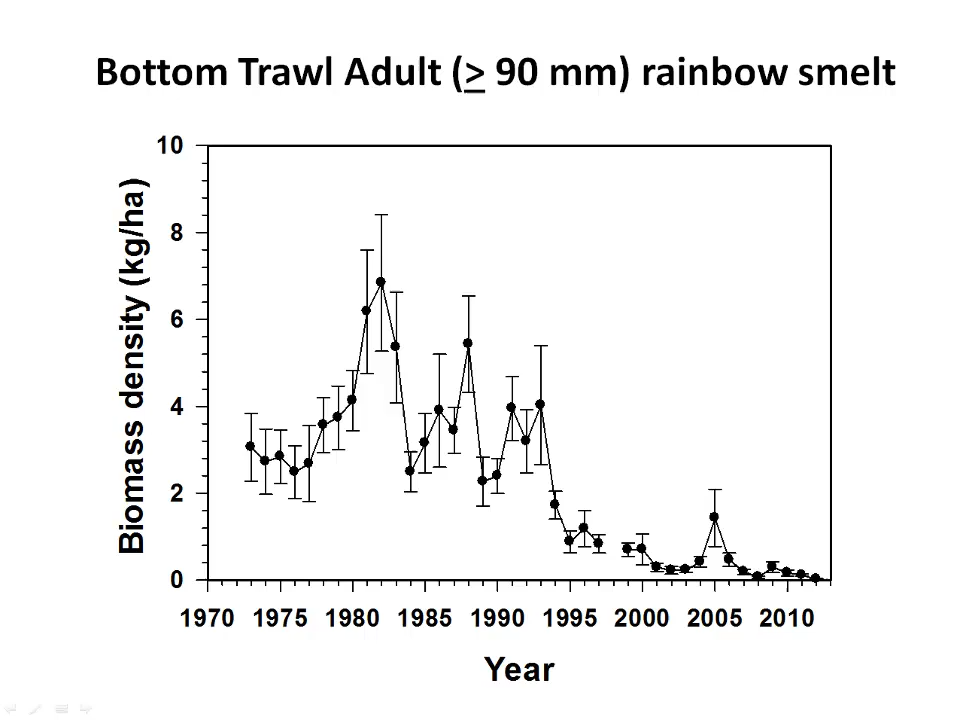 Bottom Trawl Adult (≥ 90 mm) rainbow smelt
10
8
6
4
2
0
Biomass density (kg/ha)
1970 1975 1980 1985 1990 1995 2000 2005 2010
Year